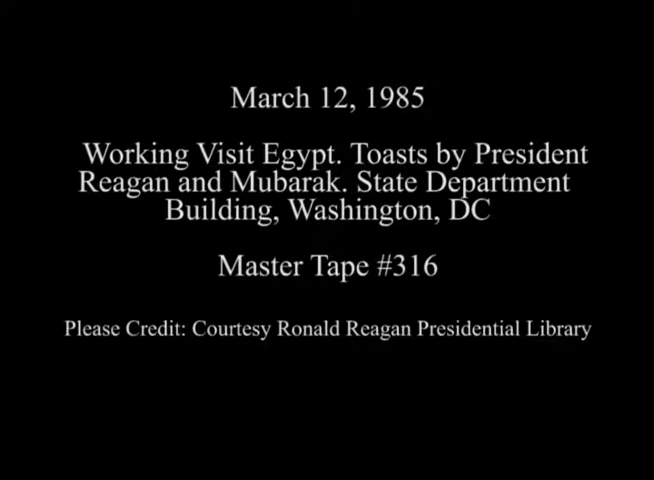 March 12, 1985
Working Visit Egypt. Toasts by President
Reagan and Mubarak. State Department
Building, Washington, DC
Master Tape #316
Please Credit: Courtesy Ronald Reagan Presidential Library